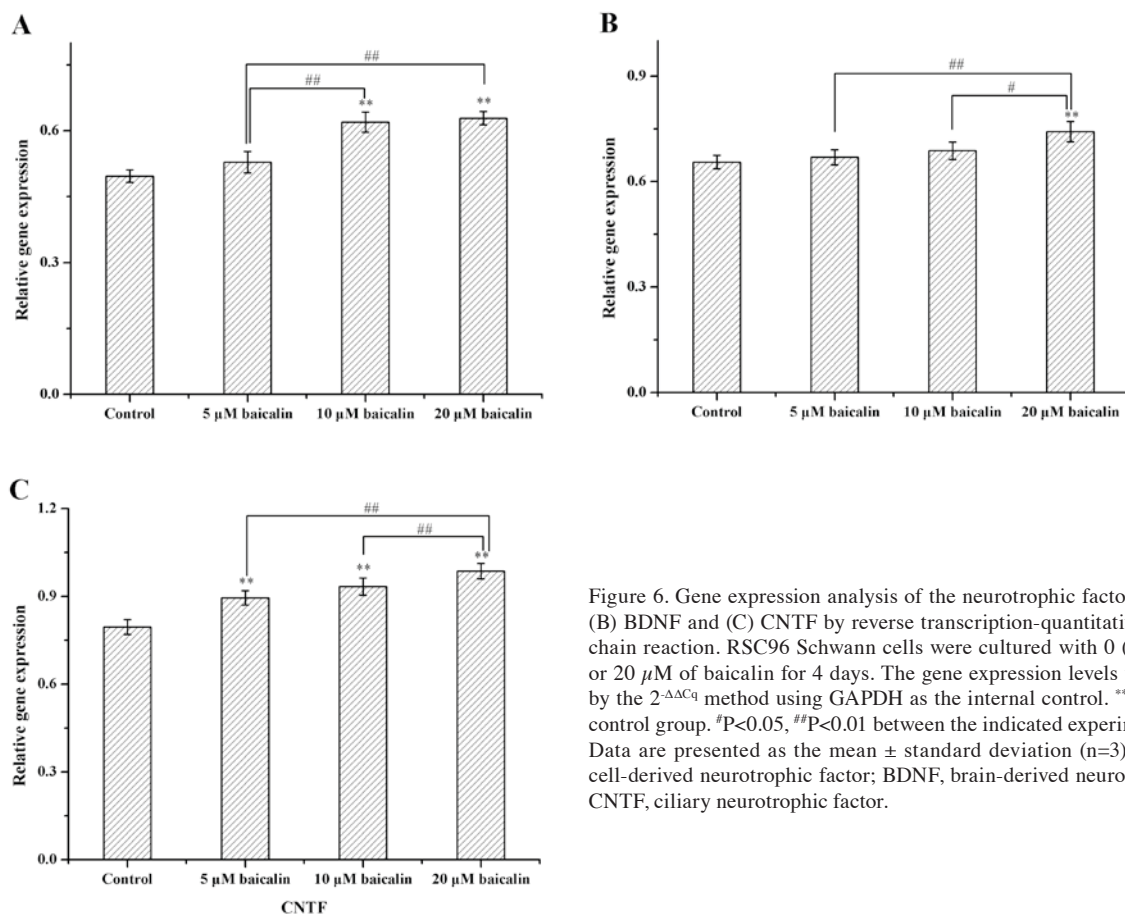 A
Relative gene expression
0.6
0.3
0.0
##
##
**
**
Control
5 µM baicalin
10 µM baicalin
20 µM baicalin
B
Relative gene expression
0.9
0.6
0.3
0.0
##
#
**
Control
5 µM baicalin
10 µM baicalin
20 µM baicalin
C
Relative gene expression
1.2
0.9
0.6
0.3
0.0
##
##
**
**
**
Control
5 µM baicalin
10 µM baicalin
20 µM baicalin
CNTF
Figure 6. Gene expression analysis of the neurotrophic factor
(B) BDNF and (C) CNTF by reverse transcription-quantitati
chain reaction. RSC96 Schwann cells were cultured with 0 (
or 20 µM of baicalin for 4 days. The gene expression levels
by the 2-ΔΔCq method using GAPDH as the internal control. **
control group. #P<0.05, ##P<0.01 between the indicated experin
Data are presented as the mean ± standard deviation (n=3)
cell-derived neurotrophic factor; BDNF, brain-derived neuro
CNTF, ciliary neurotrophic factor.